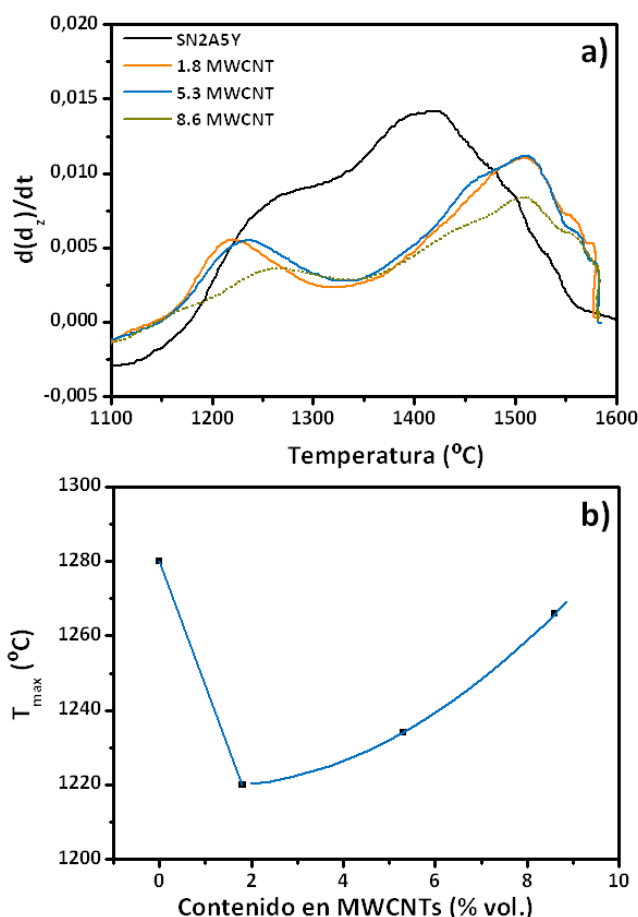 0,020
0,015
0,010
0,005
0,000
-0,005
d(d_z)/dt
SN2A5Y
1.8 MWCNT
5.3 MWCNT
8.6 MWCNT
a)
1100 1200 1300 1400 1500 1600
Temperatura (ºC)
1300
1280
1260
1240
1220
1200
T_max (ºC)
b)
0 2 4 6 8 10
Contenido en MWCNTs (% vol.)